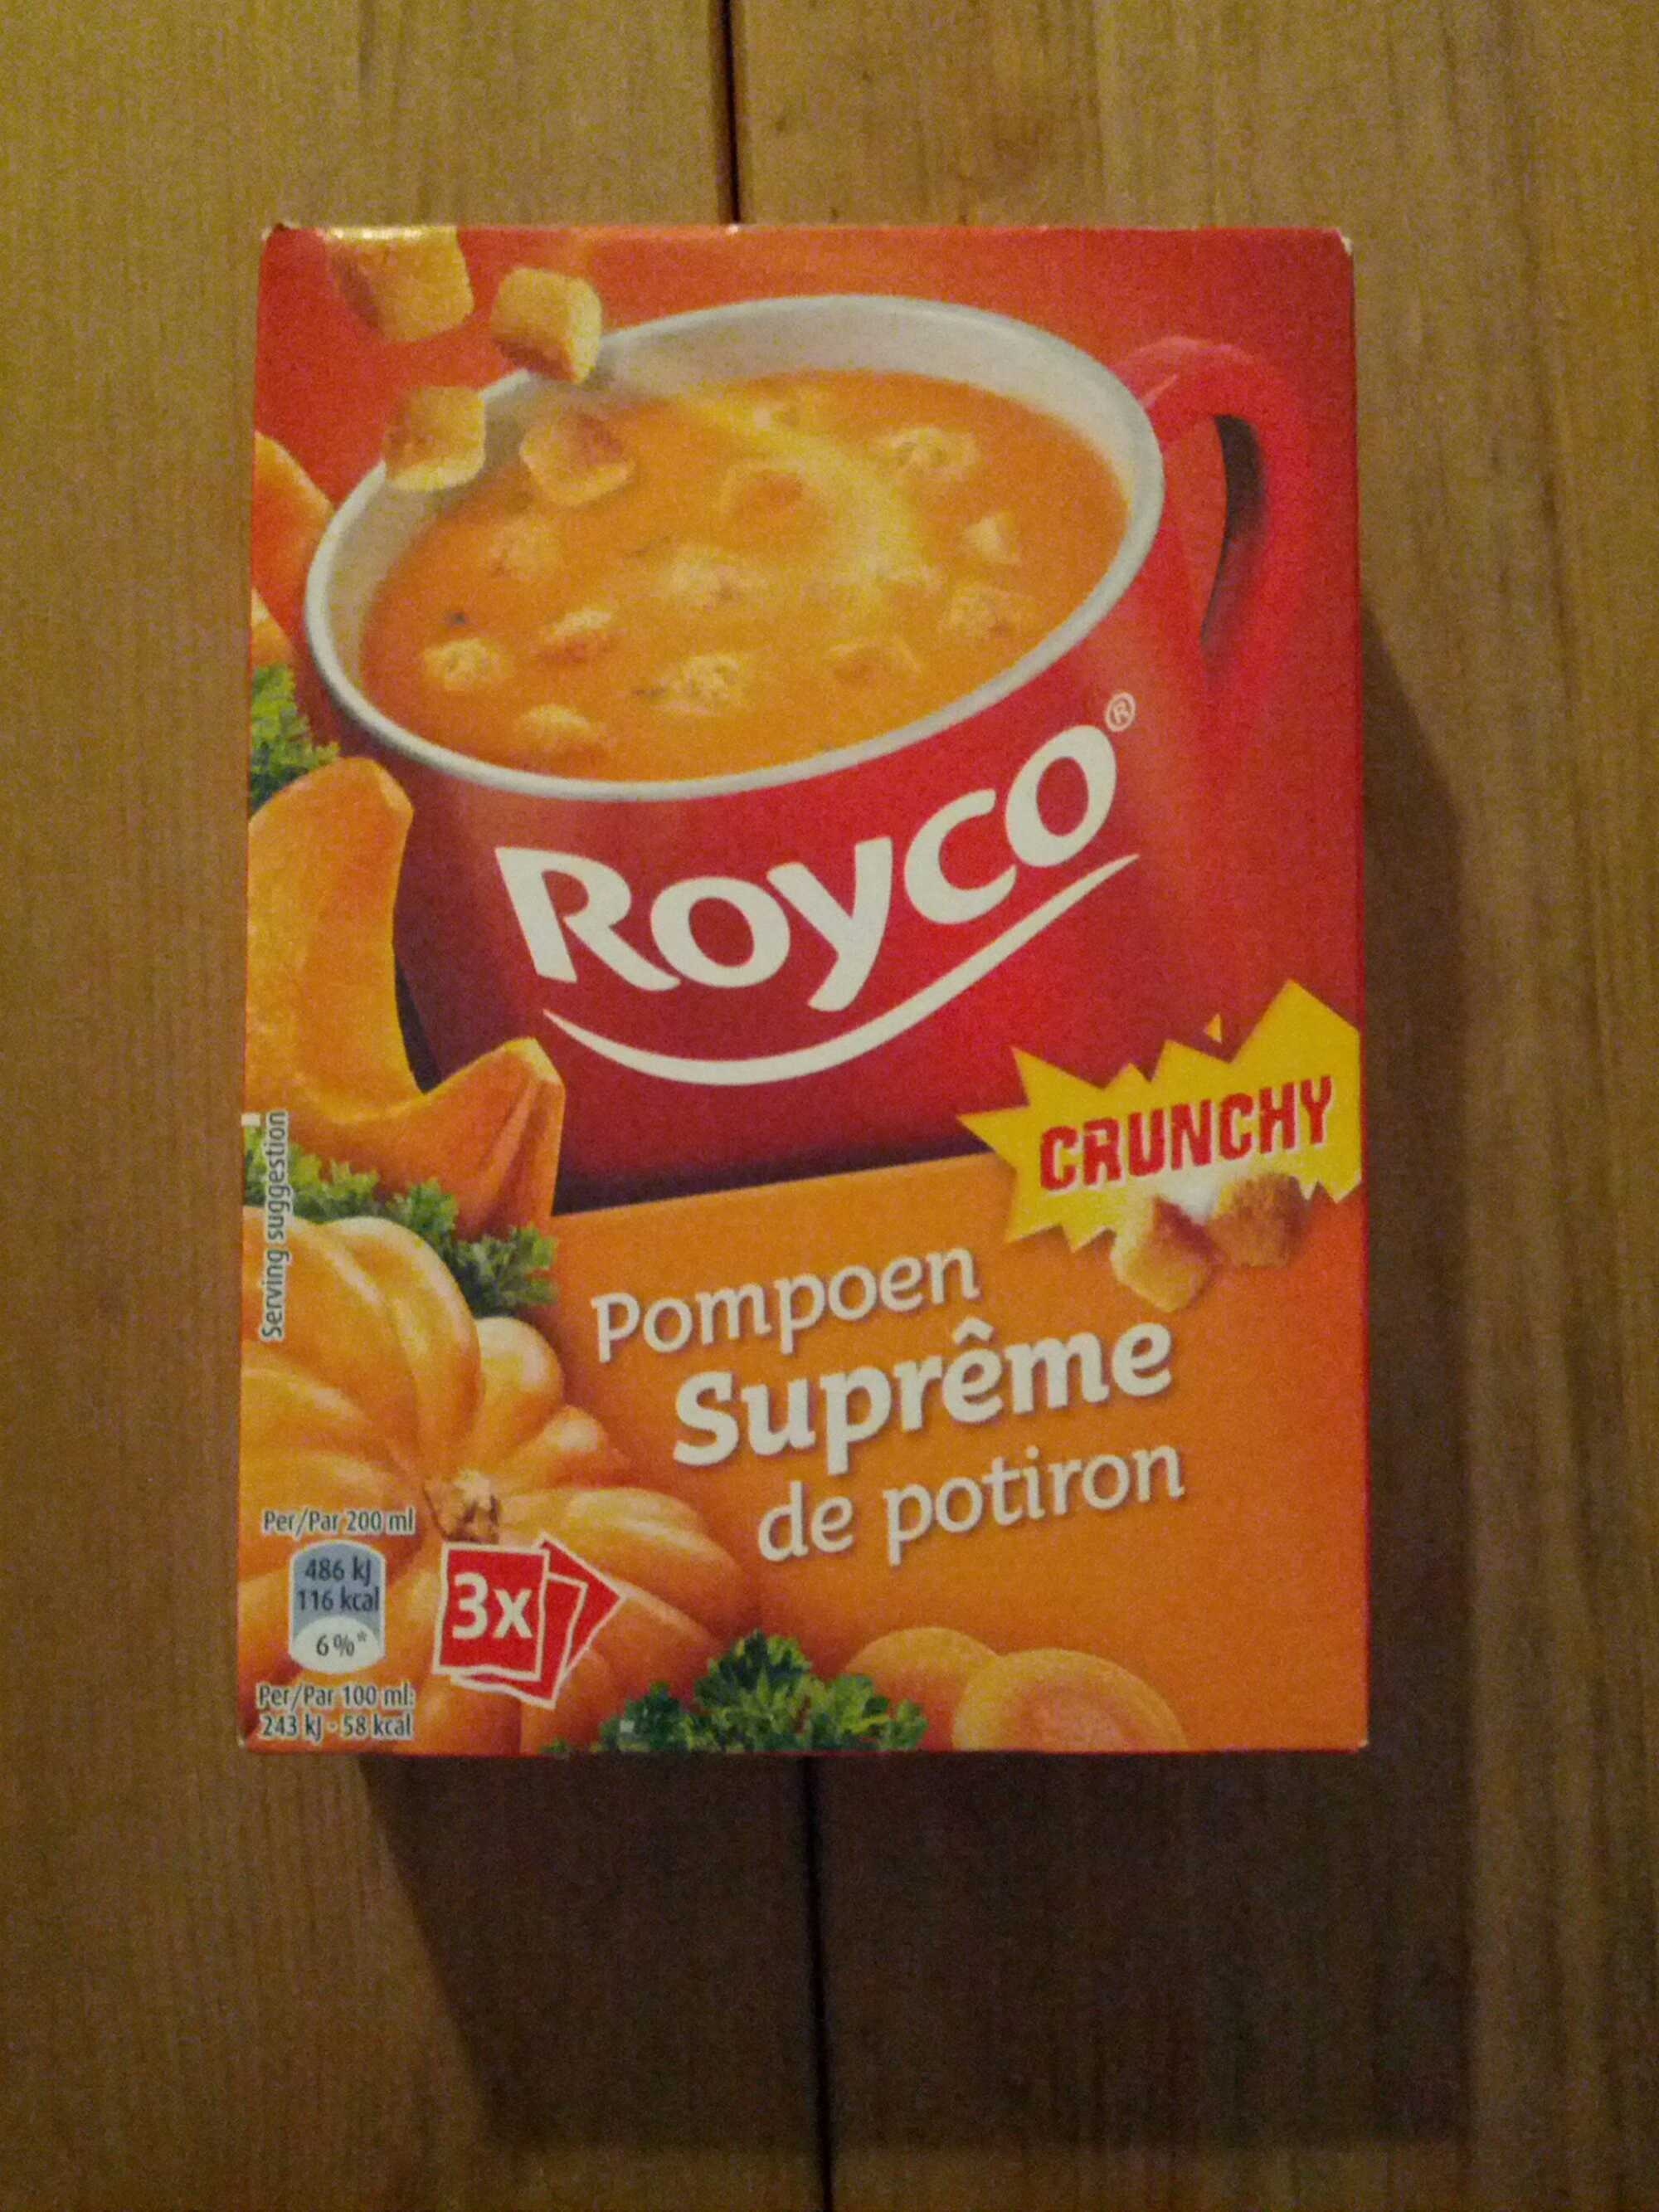 Royco®
CRUNCHY
Pompoen
Suprême
de potiron
Serving suggestion
Per/Par 200 ml
486 kJ
116 kcal
6%*
3x
Per/Par 100 ml:
243 kJ - 58 kcal